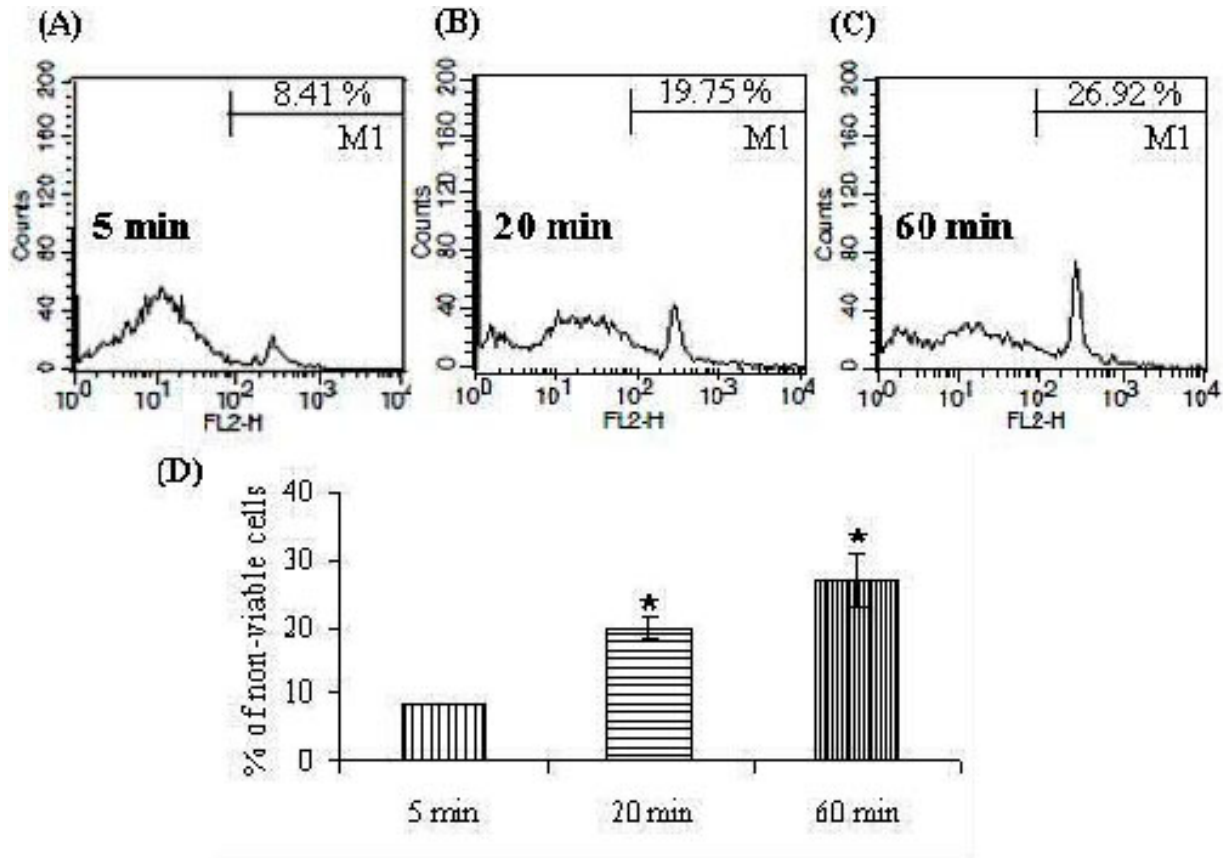 (A)
8.41 %
M1
5 min
Counts
200
160
120
80
40
0
10^0 10^1 10^2 10^3 10^4
FL2-H
(B)
19.75 %
M1
20 min
Counts
200
160
120
80
40
0
10^0 10^1 10^2 10^3 10^4
FL2-H
(C)
26.92 %
M1
60 min
Counts
200
160
120
80
40
0
10^0 10^1 10^2 10^3 10^4
FL2-H
(D)
% of non-viable cells
40
30
20
10
0
★
★
5 min 20 min 60 min